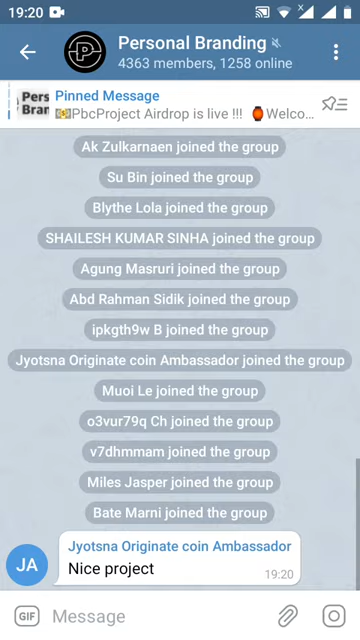 19:20
Personal Branding
4363 members, 1258 online
Pers
Bran
Pinned Message
💵PbcProject Airdrop is live !!! 🏮Welco...
Ak Zulkarnaen joined the group
Su Bin joined the group
Blythe Lola joined the group
SHAILESH KUMAR SINHA joined the group
Agung Masruri joined the group
Abd Rahman Sidik joined the group
ipkgth9w B joined the group
Jyotsna Originate coin Ambassador joined the group
Muoi Le joined the group
o3vur79q Ch joined the group
v7dhmmam joined the group
Miles Jasper joined the group
Bate Marni joined the group
Jyotsna Originate coin Ambassador
JA
Nice project
19:20
GIF
Message